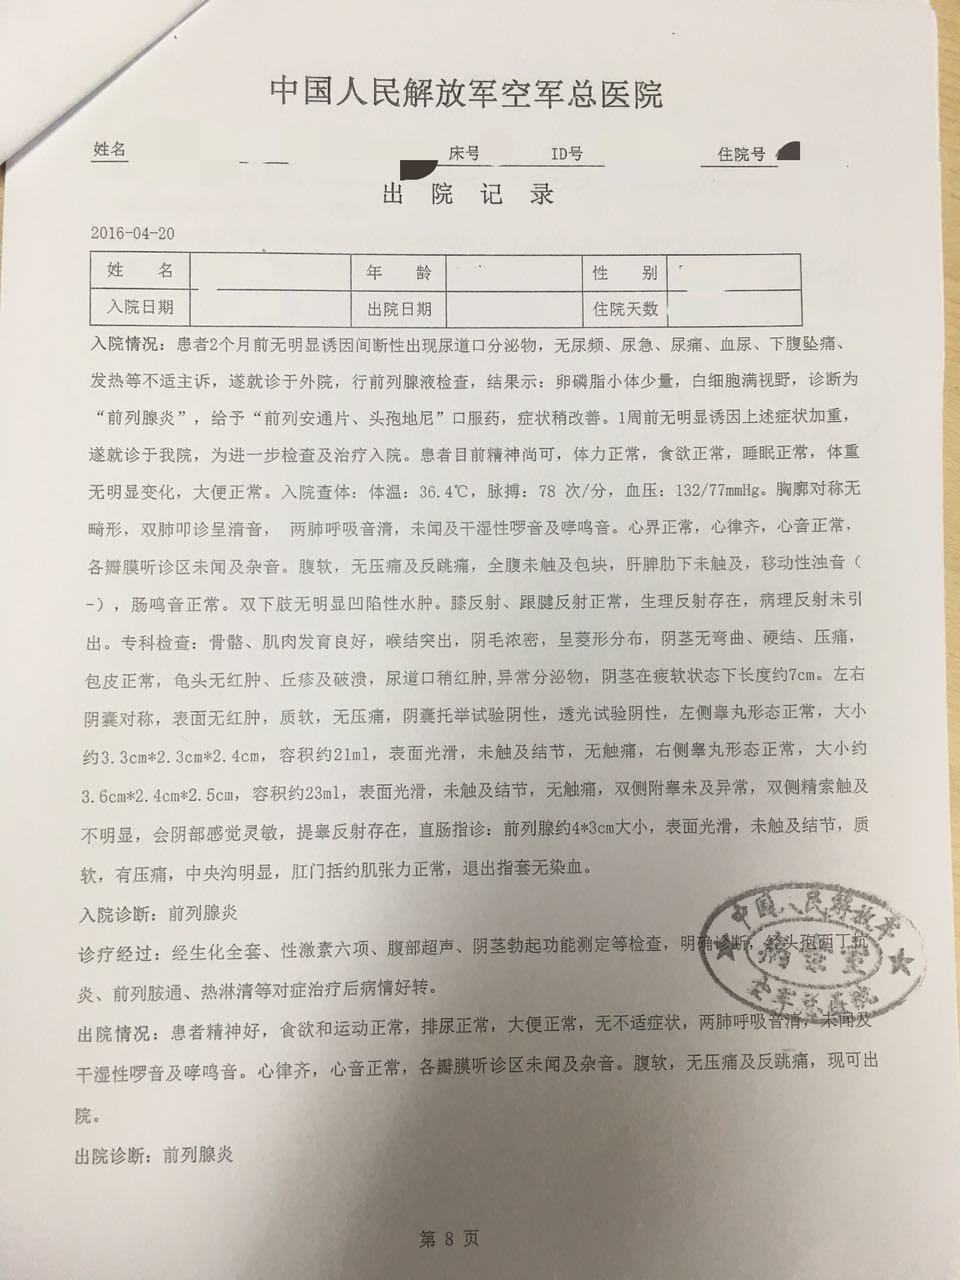 中国人民解放军空军总医院
姓名 床号 ID号 住院号
出 院 记 录
2016-04-20
姓 名 年 龄 性 别
入院日期 出院日期 住院天数
入院情况：患者2个月前无明显诱因间断性出现尿道口分泌物，无尿频、尿急、尿痛、血尿、下腹坠痛、
发热等不适主诉，遂就诊于外院，行前列腺液检查，结果示：卵磷脂小体少量，白细胞满视野，诊断为
“前列腺炎”，给予“前列安通片、头孢地尼”口服药，症状稍改善。1周前无明显诱因上述症状加重，
遂就诊于我院，为进一步检查及治疗入院。患者目前精神尚可，体力正常，食欲正常，睡眠正常，体重
无明显变化，大便正常。入院查体：体温：36.4℃，脉搏：78 次/分，血压：132/77mmHg。胸廓对称无
畸形，双肺叩诊呈清音， 两肺呼吸音清，未闻及干湿性啰音及哮鸣音。心界正常，心律齐，心音正常，
各瓣膜听诊区未闻及杂音。腹软，无压痛及反跳痛，全腹未触及包块，肝脾肋下未触及，移动性浊音（
-），肠鸣音正常。双下肢无明显凹陷性水肿。膝反射、跟腱反射正常，生理反射存在，病理反射未引
出。专科检查：骨骼、肌肉发育良好，喉结突出，阴毛浓密，呈菱形分布，阴茎无弯曲、硬结、压痛，
包皮正常，龟头无红肿、丘疹及破溃，尿道口稍红肿,异常分泌物，阴茎在疲软状态下长度约7cm。左右
阴囊对称，表面无红肿，质软，无压痛，阴囊托举试验阴性，透光试验阴性，左侧睾丸形态正常，大小
约3.3cm*2.3cm*2.4cm，容积约21ml，表面光滑，未触及结节，无触痛，右侧睾丸形态正常，大小约
3.6cm*2.4cm*2.5cm，容积约23ml，表面光滑，未触及结节，无触痛，双侧附睾未及异常，双侧精索触及
不明显，会阴部感觉灵敏，提睾反射存在，直肠指诊：前列腺约4*3cm大小，表面光滑，未触及结节，质
软，有压痛，中央沟明显，肛门括约肌张力正常，退出指套无染血。
入院诊断：前列腺炎
诊疗经过：经生化全套、性激素六项、腹部超声、阴茎勃起功能测定等检查，明确诊断，经头孢西丁抗
炎、前列胺通、热淋清等对症治疗后病情好转。
出院情况：患者精神好，食欲和运动正常，排尿正常，大便正常，无不适症状，两肺呼吸音清，未闻及
干湿性啰音及哮鸣音。心律齐，心音正常，各瓣膜听诊区未闻及杂音。腹软，无压痛及反跳痛，现可出
院。
出院诊断：前列腺炎
中国人民解放军
病案室
空军总医院
第 8 页